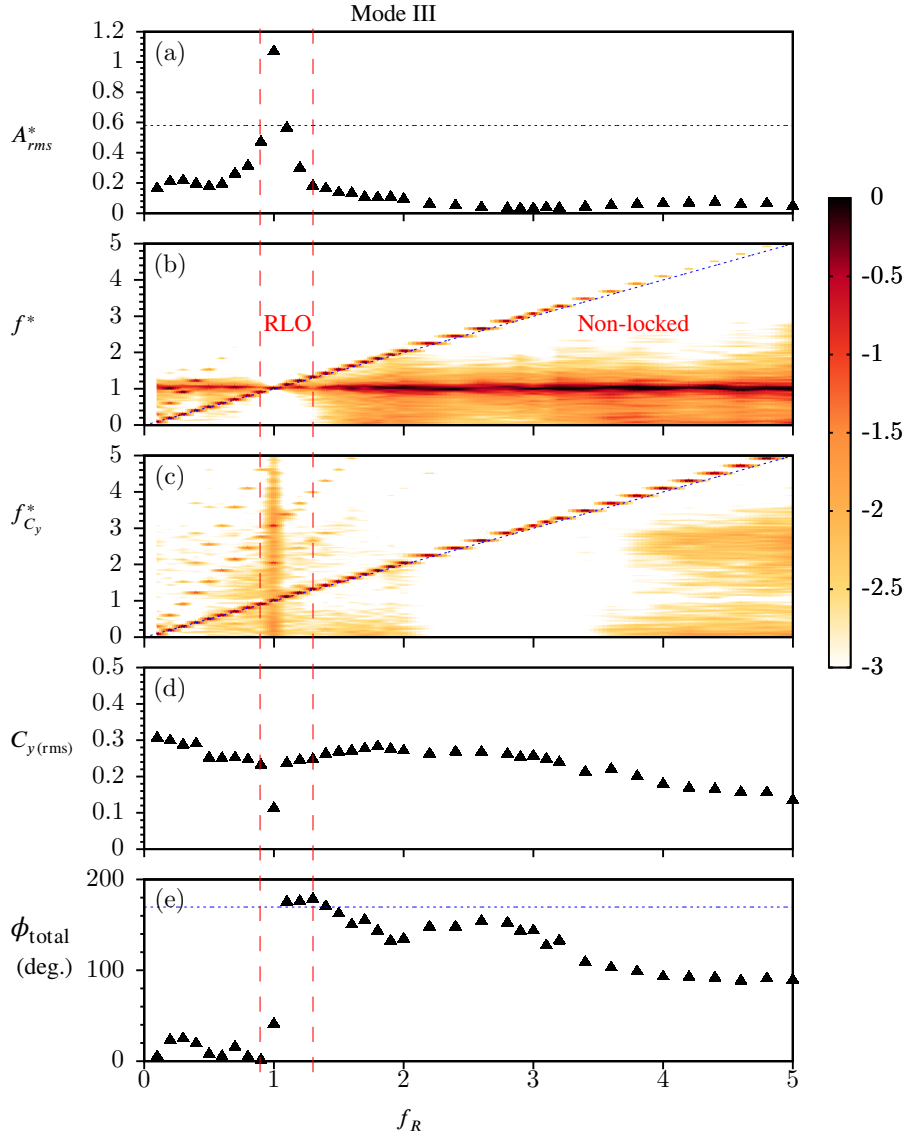 Mode III
1.2
1
0.8
0.6
0.4
0.2
0
(a)
A*rms
5
4
3
2
1
0
(b)
f*
RLO
Non-locked
5
4
3
2
1
0
(c)
f*Cy
0
-0.5
-1
-1.5
-2
-2.5
-3
0.5
0.4
0.3
0.2
0.1
0
(d)
Cy(rms)
200
100
0
(e)
ϕtotal
(deg.)
0 1 2 3 4 5
fR